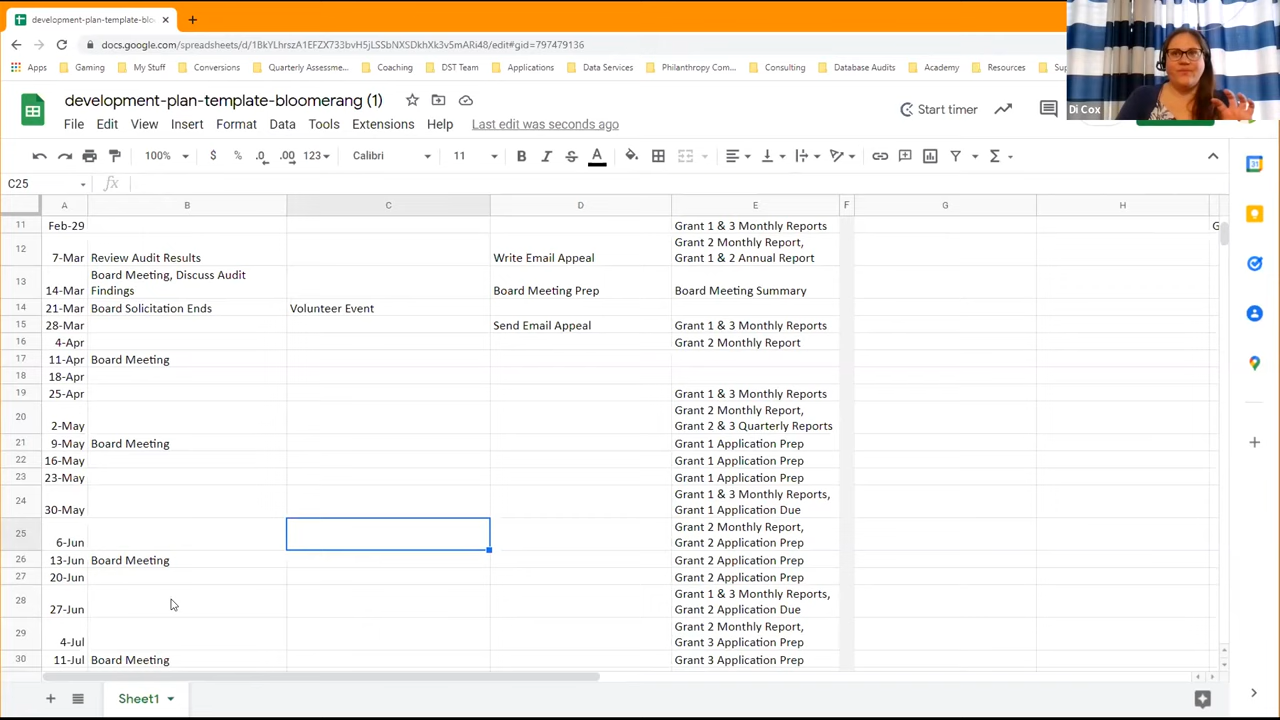 development-plan-template-bloo
docs.google.com/spreadsheets/d/1BkYLhrszA1EFZX733bvH5jLSSbNXSDkhXk3v5mARi48/edit#gid=797479136
Apps Gaming My Stuff Conversions Quarterly Assessme... Coaching DST Team Applications Data Services Philanthropy Com... Consulting Database Audits Academy Resources
Di Cox
development-plan-template-bloomerang (1)
Start timer
File Edit View Insert Format Data Tools Extensions Help Last edit was seconds ago
100% $ % .0 .00 123 Calibri 11 B I S A
C25 fx
A B C D E F G H
11 Feb-29 Grant 1 & 3 Monthly Reports G
12 7-Mar Review Audit Results Write Email Appeal Grant 2 Monthly Report,
Grant 1 & 2 Annual Report
13 14-Mar Board Meeting, Discuss Audit
Findings Board Meeting Prep Board Meeting Summary
14 21-Mar Board Solicitation Ends Volunteer Event
15 28-Mar Send Email Appeal Grant 1 & 3 Monthly Reports
16 4-Apr Grant 2 Monthly Report
17 11-Apr Board Meeting
18 18-Apr
19 25-Apr Grant 1 & 3 Monthly Reports
20 2-May Grant 2 Monthly Report,
Grant 2 & 3 Quarterly Reports
21 9-May Board Meeting Grant 1 Application Prep
22 16-May Grant 1 Application Prep
23 23-May Grant 1 Application Prep
24 30-May Grant 1 & 3 Monthly Reports,
Grant 1 Application Due
25 6-Jun Grant 2 Monthly Report,
Grant 2 Application Prep
26 13-Jun Board Meeting Grant 2 Application Prep
27 20-Jun Grant 2 Application Prep
28 27-Jun Grant 1 & 3 Monthly Reports,
Grant 2 Application Due
29 4-Jul Grant 2 Monthly Report,
Grant 3 Application Prep
30 11-Jul Board Meeting Grant 3 Application Prep
Sheet1